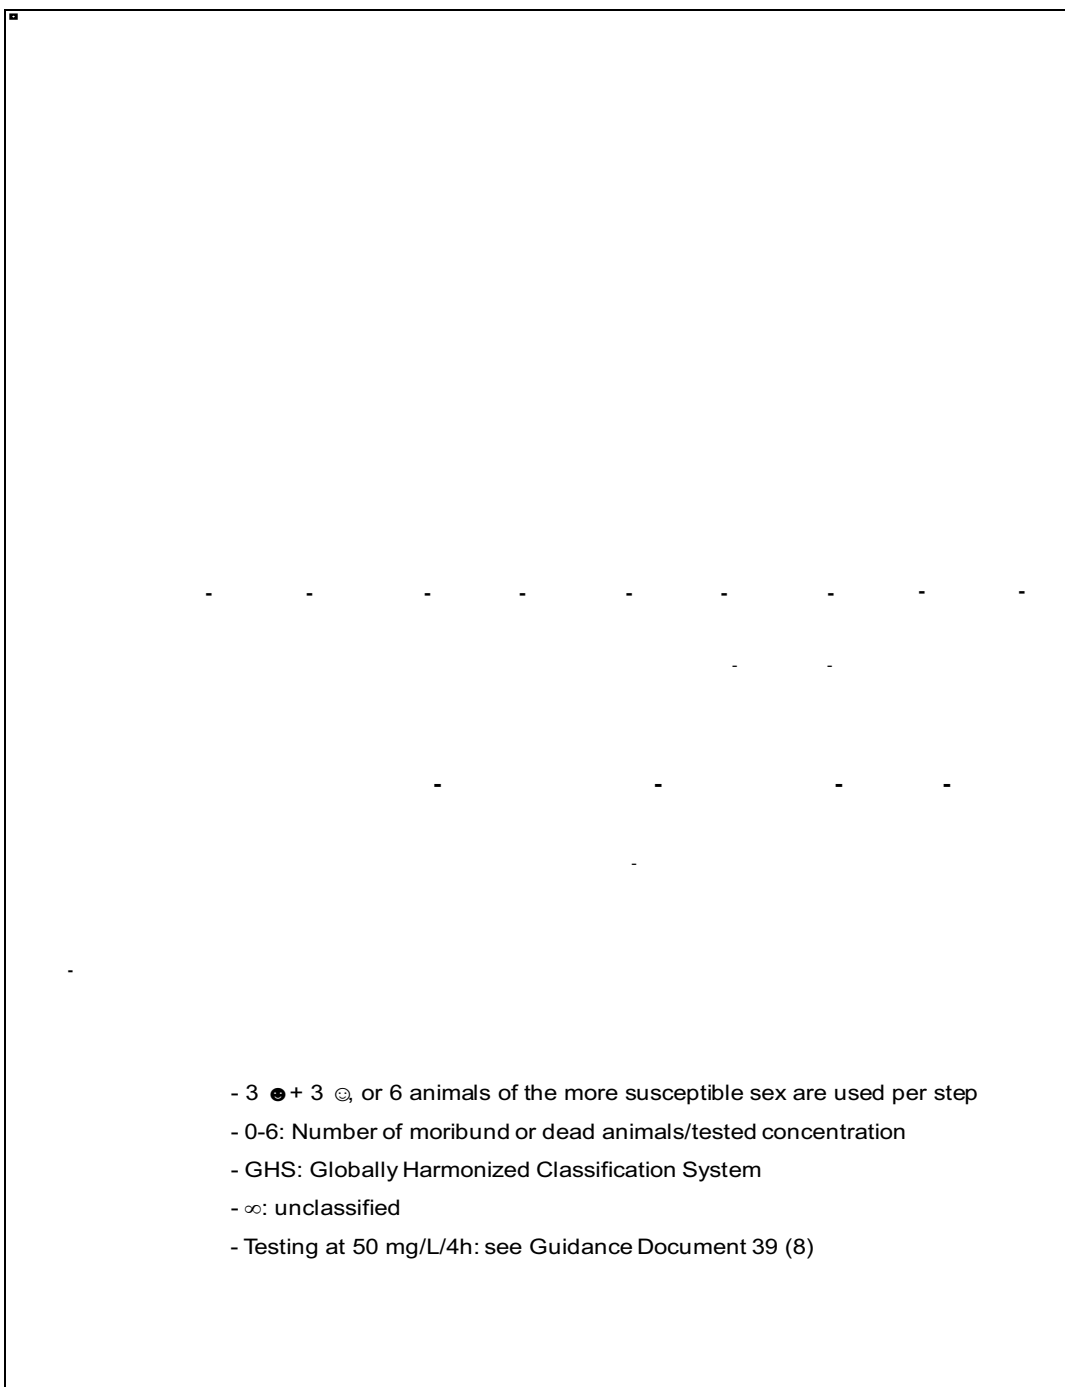 - - - - - - - - -
- -
- - - -
-
-
- 3 ☻+ 3 ☺, or 6 animals of the more susceptible sex are used per step
- 0-6: Number of moribund or dead animals/tested concentration
- GHS: Globally Harmonized Classification System
- ∞: unclassified
- Testing at 50 mg/L/4h: see Guidance Document 39 (8)